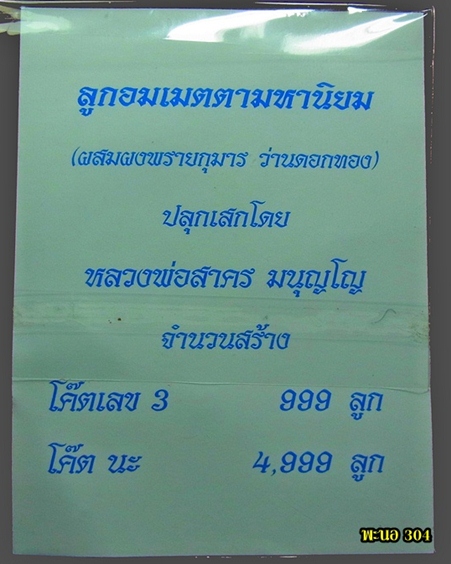 ลูกอมเมตตามหานิยม
(ผสมผงพรายกุมาร ว่านดอกทอง)
ปลุกเสกโดย
หลวงพ่อสาคร มนุญโญ
จำนวนสร้าง
โค๊ตเลข 3 999 ลูก
โค๊ต นะ 4,999 ลูก
พะนอ 304